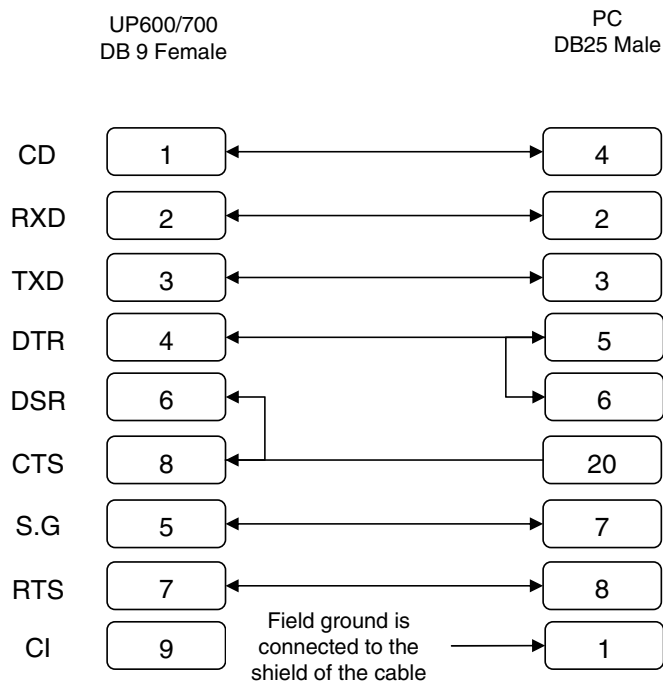 UP600/700
DB 9 Female
PC
DB25 Male
CD 1 4
RXD 2 2
TXD 3 3
DTR 4 5
DSR 6 6
CTS 8 20
S.G 5 7
RTS 7 8
CI 9 1
Field ground is
connected to the
shield of the cable